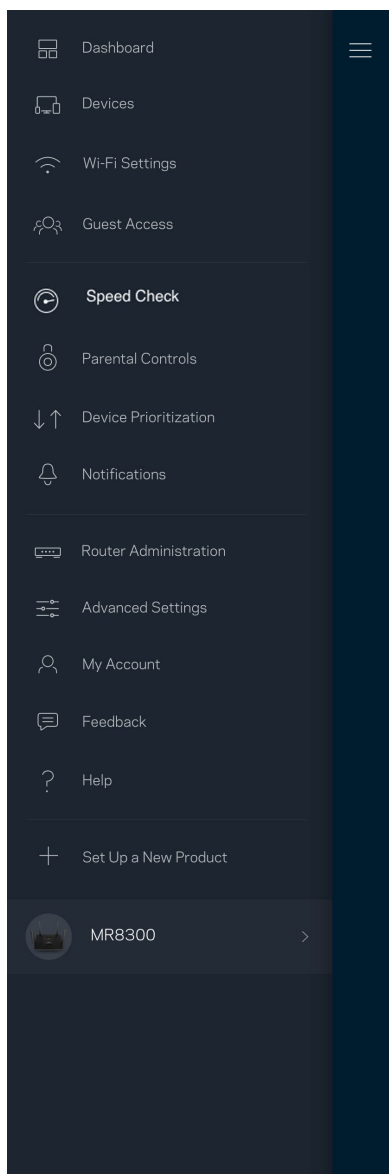 Dashboard
Devices
Wi-Fi Settings
Guest Access
Speed Check
Parental Controls
Device Prioritization
Notifications
Router Administration
Advanced Settings
My Account
Feedback
Help
Set Up a New Product
MR8300